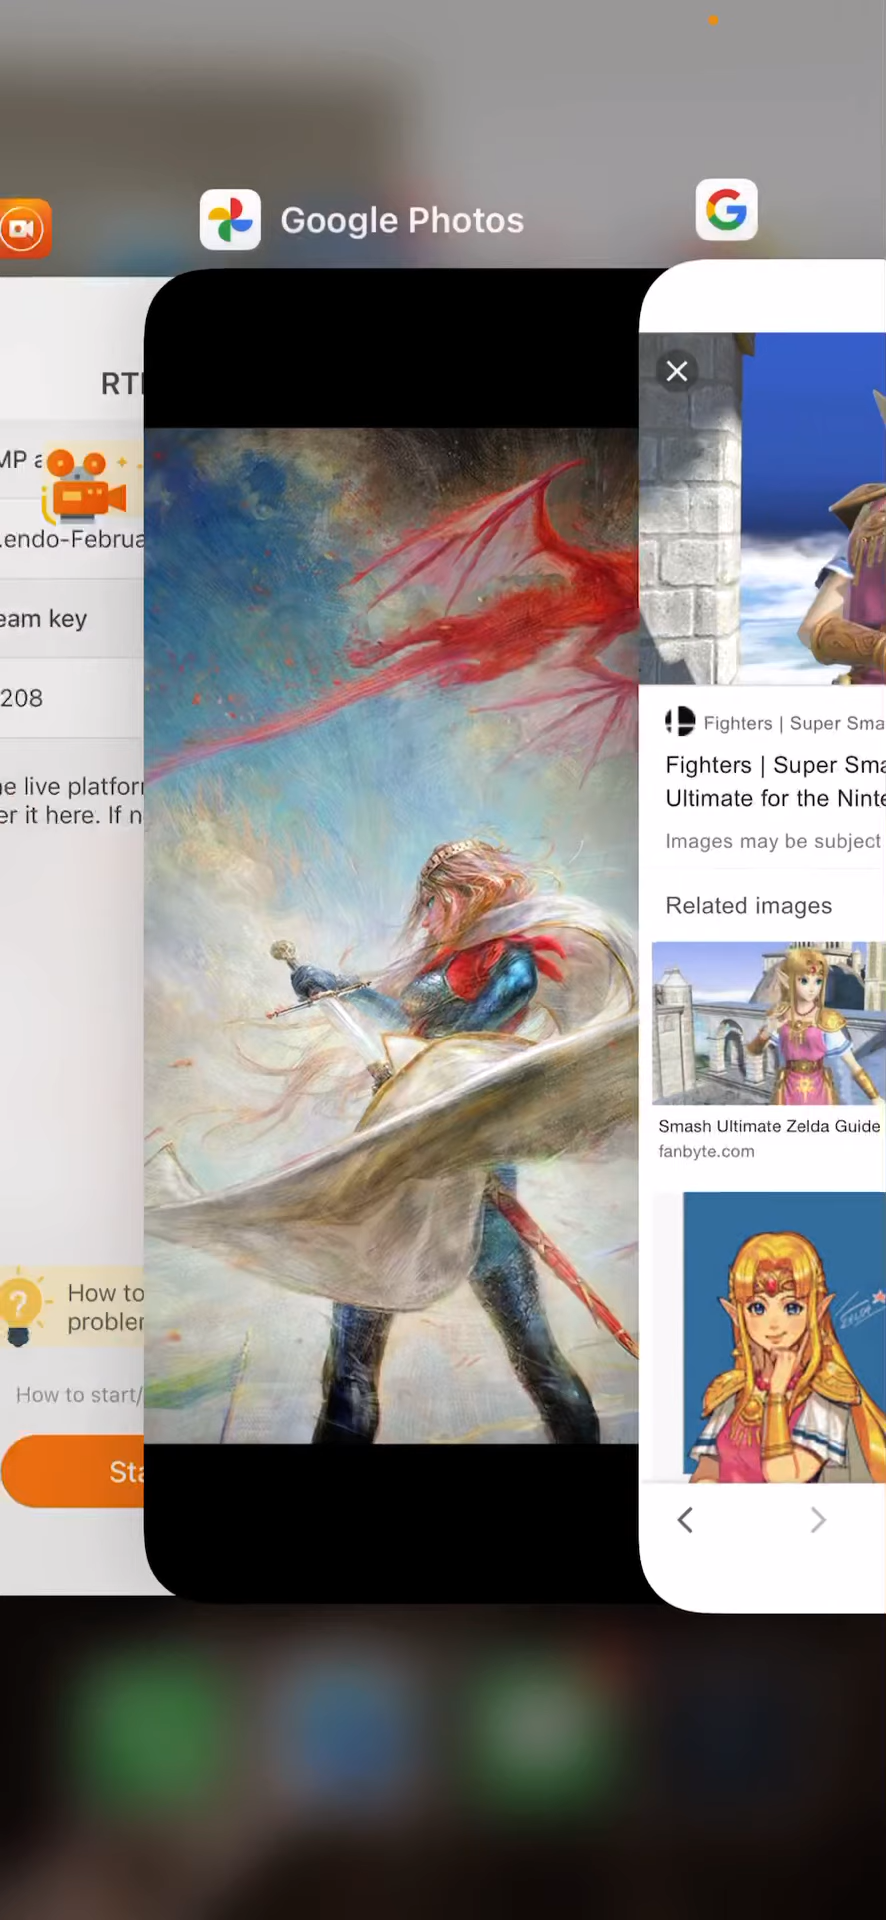 Google Photos
RT
MP a
.endo-Februa
eam key
208
ne live platfor
er it here. If n
How to
probler
How to start/
Sta
Fighters | Super Sma
Fighters | Super Sma
Ultimate for the Ninte
Images may be subject
Related images
Smash Ultimate Zelda Guide
fanbyte.com